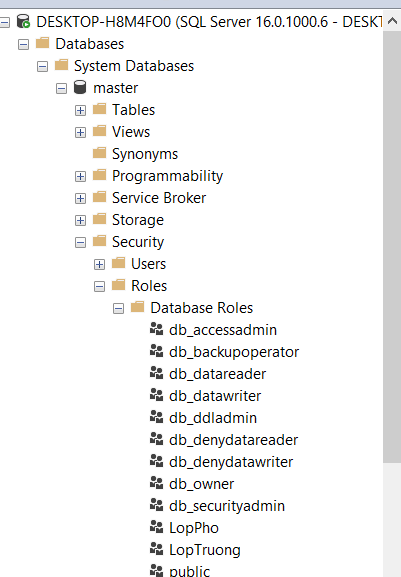 DESKTOP-H8M4FO0 (SQL Server 16.0.1000.6 - DESKT
Databases
System Databases
master
Tables
Views
Synonyms
Programmability
Service Broker
Storage
Security
Users
Roles
Database Roles
db_accessadmin
db_backupoperator
db_datareader
db_datawriter
db_ddladmin
db_denydatareader
db_denydatawriter
db_owner
db_securityadmin
LopPho
LopTruong
public